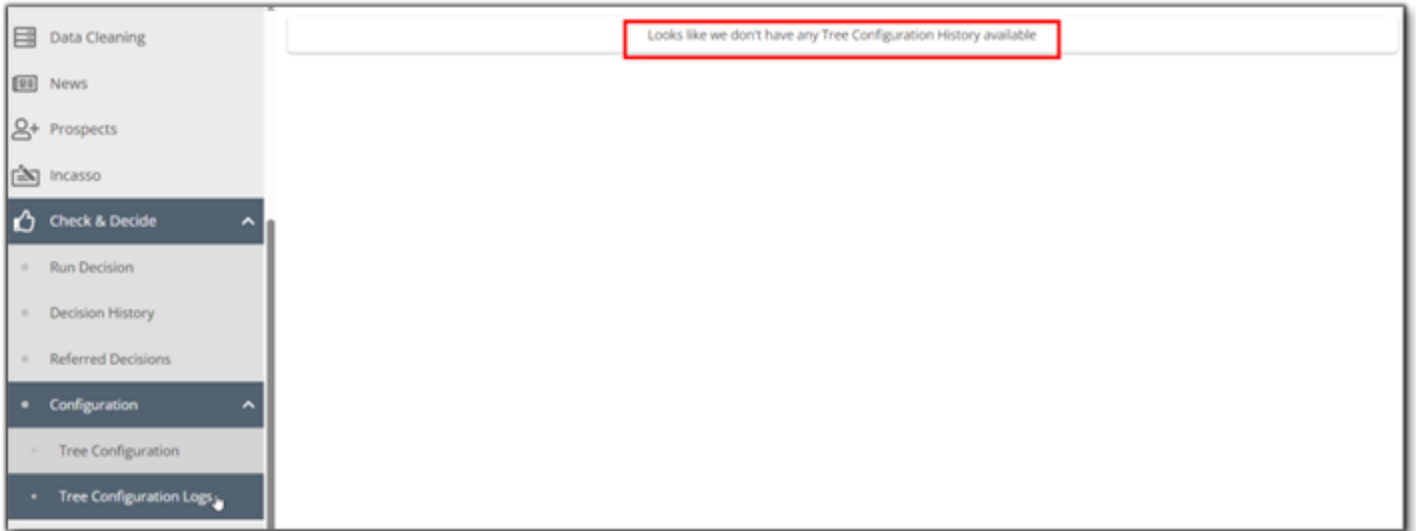 Data Cleaning
News
Prospects
Incasso
Check & Decide
Run Decision
Decision History
Referred Decisions
Configuration
Tree Configuration
Tree Configuration Logs
Looks like we don't have any Tree Configuration History available